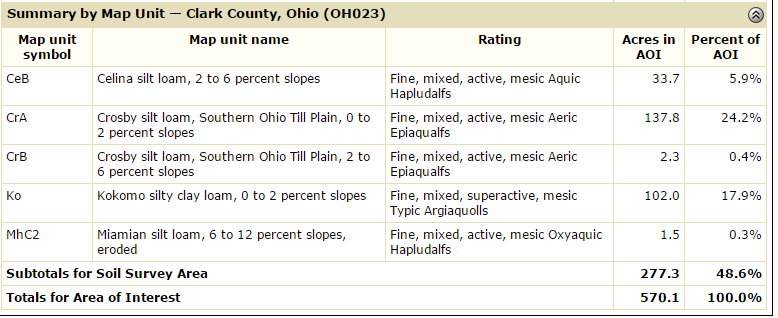 Summary by Map Unit — Clark County, Ohio (OH023)
Map unit symbol Map unit name Rating Acres in AOI Percent of AOI
CeB Celina silt loam, 2 to 6 percent slopes Fine, mixed, active, mesic Aquic Hapludalfs 33.7 5.9%
CrA Crosby silt loam, Southern Ohio Till Plain, 0 to 2 percent slopes Fine, mixed, active, mesic Aeric Epiaqualfs 137.8 24.2%
CrB Crosby silt loam, Southern Ohio Till Plain, 2 to 6 percent slopes Fine, mixed, active, mesic Aeric Epiaqualfs 2.3 0.4%
Ko Kokomo silty clay loam, 0 to 2 percent slopes Fine, mixed, superactive, mesic Typic Argiaquolls 102.0 17.9%
MhC2 Miamian silt loam, 6 to 12 percent slopes, eroded Fine, mixed, active, mesic Oxyaquic Hapludalfs 1.5 0.3%
Subtotals for Soil Survey Area 277.3 48.6%
Totals for Area of Interest 570.1 100.0%